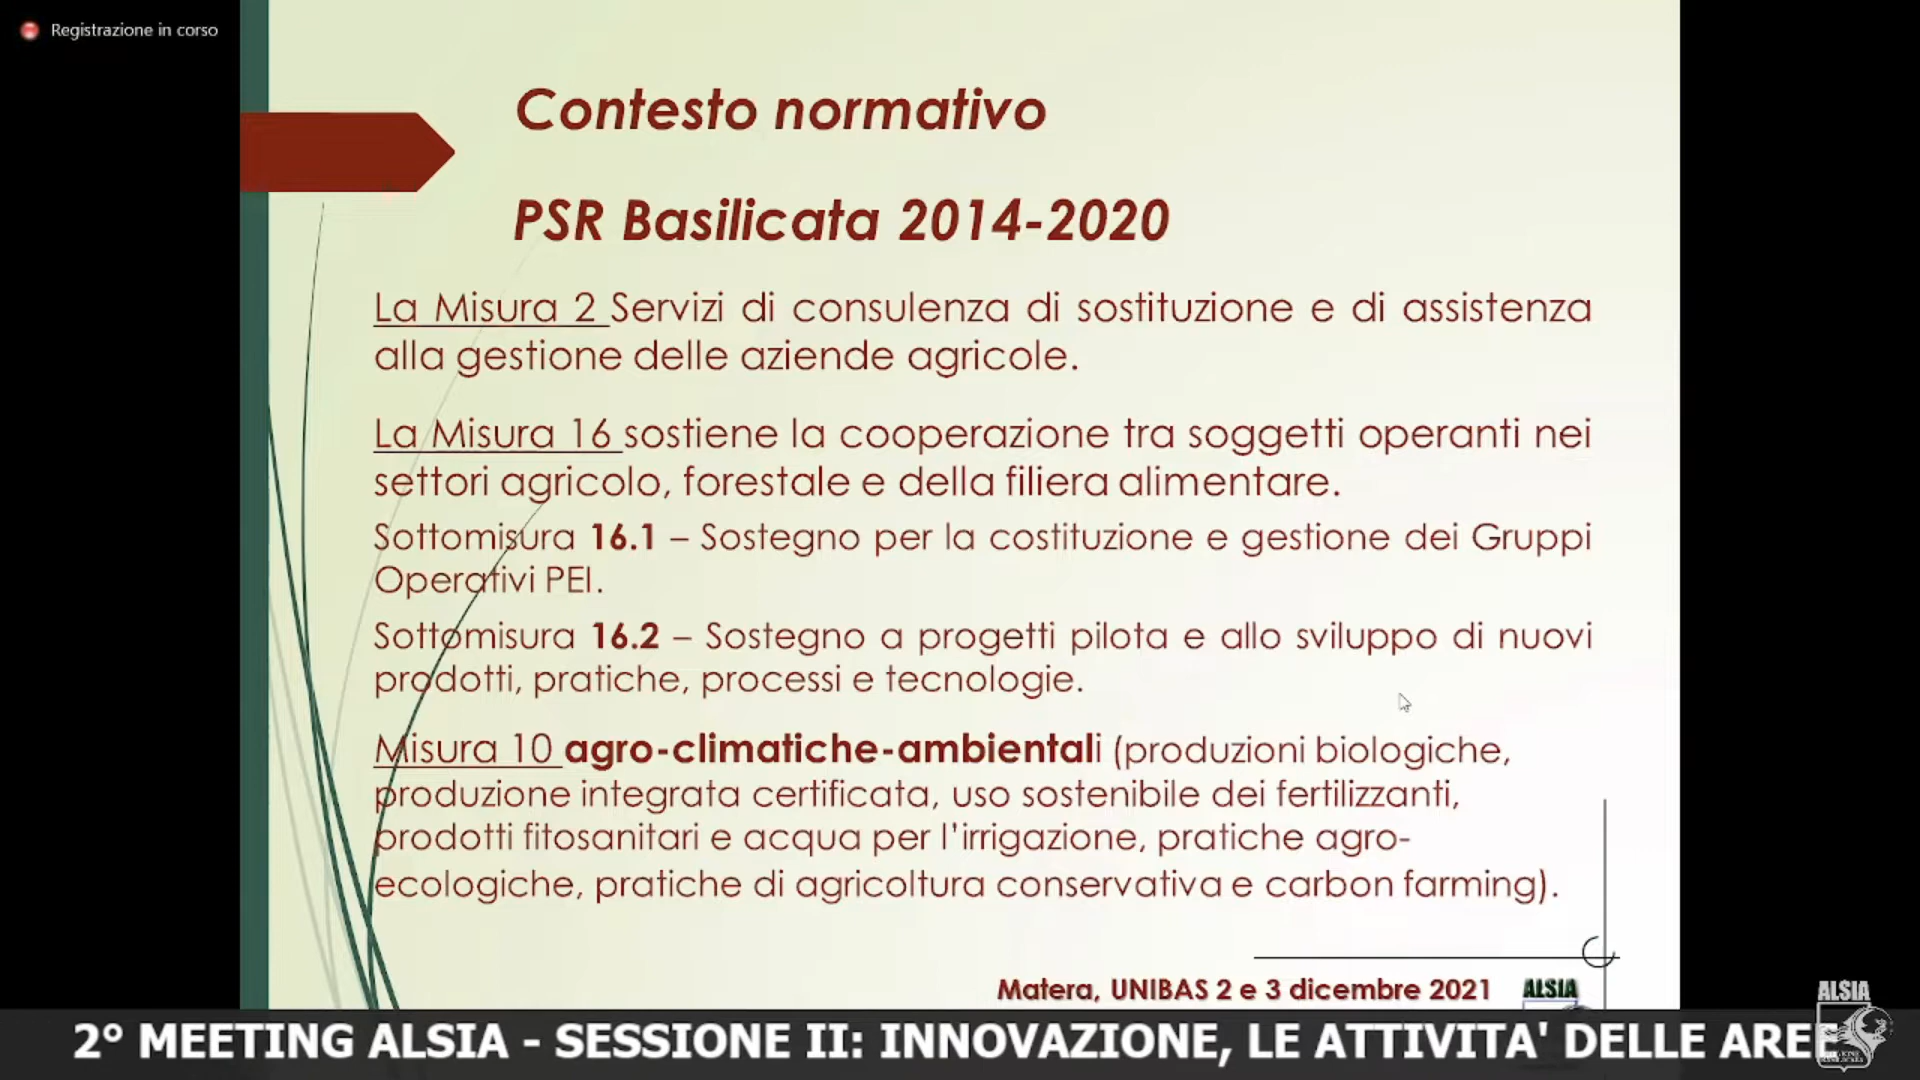 Registrazione in corso
Contesto normativo
PSR Basilicata 2014-2020
La Misura 2 Servizi di consulenza di sostituzione e di assistenza
alla gestione delle aziende agricole.
La Misura 16 sostiene la cooperazione tra soggetti operanti nei
settori agricolo, forestale e della filiera alimentare.
Sottomisura 16.1 – Sostegno per la costituzione e gestione dei Gruppi
Operativi PEI.
Sottomisura 16.2 – Sostegno a progetti pilota e allo sviluppo di nuovi
prodotti, pratiche, processi e tecnologie.
Misura 10 agro-climatiche-ambientali (produzioni biologiche,
produzione integrata certificata, uso sostenibile dei fertilizzanti,
prodotti fitosanitari e acqua per l'irrigazione, pratiche agro-
ecologiche, pratiche di agricoltura conservativa e carbon farming).
Matera, UNIBAS 2 e 3 dicembre 2021
ALSIA
ALSIA
2° MEETING ALSIA - SESSIONE II: INNOVAZIONE, LE ATTIVITA' DELLE AREE